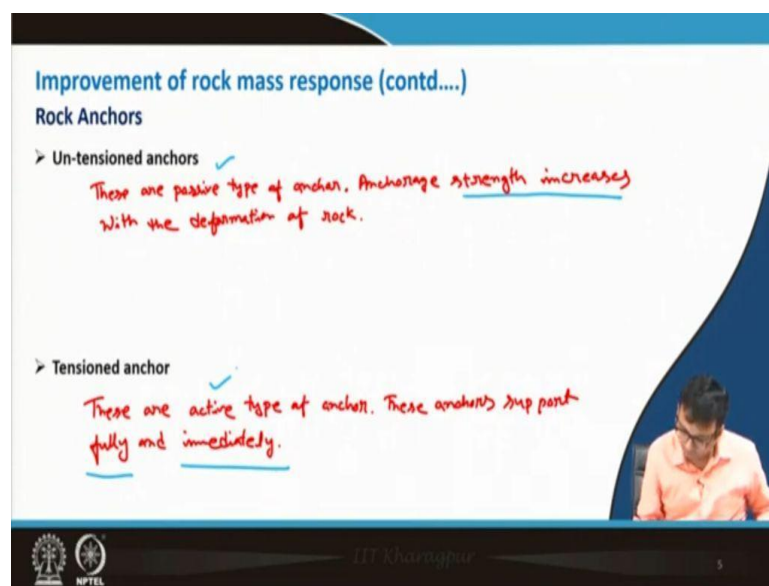 Improvement of rock mass response (contd....)
Rock Anchors
➢ Un-tensioned anchors
These are passive type of anchor. Anchorage strength increases
With the deformation of rock.
➢ Tensioned anchor
These are active type of anchor. These anchors support
fully and imediately.
IIT Kharagpur
NPTEL
5